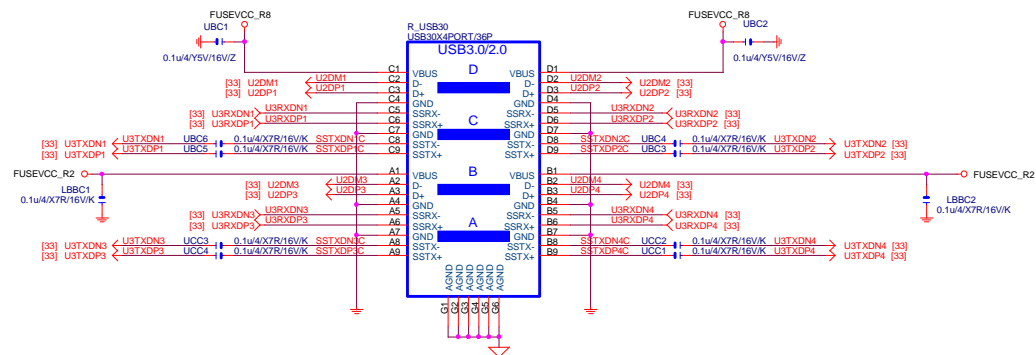 FUSEVCC_R8 FUSEVCC_R8
UBC1 R_USB30 UBC2
USB30X4PORT/36P
USB3.0/2.0
0.1u/4/Y5V/16V/Z 0.1u/4/Y5V/16V/Z
C1 VBUS D VBUS D1
[33] U2DM1 U2DM1 C2 D- D- D2 U2DM2 U2DM2 [33]
[33] U2DP1 U2DP1 C3 D+ D+ D3 U2DP2 U2DP2 [33]
C4 GND GND D4
[33] U3RXDN1 U3RXDN1 C5 SSRX- SSRX- D5 U3RXDN2 U3RXDN2 [33]
[33] U3RXDP1 U3RXDP1 C6 SSRX+ C SSRX+ D6 U3RXDP2 U3RXDP2 [33]
C7 GND GND D7
[33] U3TXDN1 U3TXDN1 UBC6 0.1u/4/X7R/16V/K SSTXDN1C C8 SSTX- SSTX- D8 SSTXDN2C UBC4 0.1u/4/X7R/16V/K U3TXDN2 U3TXDN2 [33]
[33] U3TXDP1 U3TXDP1 UBC5 0.1u/4/X7R/16V/K SSTXDP1C C9 SSTX+ SSTX+ D9 SSTXDP2C UBC3 0.1u/4/X7R/16V/K U3TXDP2 U3TXDP2 [33]
FUSEVCC_R2 A1 VBUS B VBUS B1 FUSEVCC_R2
[33] U2DM3 U2DM3 A2 D- D- B2 U2DM4 U2DM4 [33]
LBBC1 [33] U2DP3 U2DP3 A3 D+ D+ B3 U2DP4 U2DP4 [33] LBBC2
0.1u/4/X7R/16V/K A4 GND GND B4 0.1u/4/X7R/16V/K
[33] U3RXDN3 U3RXDN3 A5 SSRX- SSRX- B5 U3RXDN4 U3RXDN4 [33]
[33] U3RXDP3 U3RXDP3 A6 SSRX+ A SSRX+ B6 U3RXDP4 U3RXDP4 [33]
A7 GND GND B7
[33] U3TXDN3 U3TXDN3 UCC3 0.1u/4/X7R/16V/K SSTXDN3C A8 SSTX- SSTX- B8 SSTXDN4C UCC2 0.1u/4/X7R/16V/K U3TXDN4 U3TXDN4 [33]
[33] U3TXDP3 U3TXDP3 UCC4 0.1u/4/X7R/16V/K SSTXDP3C A9 SSTX+ SSTX+ B9 SSTXDP4C UCC1 0.1u/4/X7R/16V/K U3TXDP4 U3TXDP4 [33]
AGND AGND AGND AGND AGND AGND
G1 G2 G3 G4 G5 G6